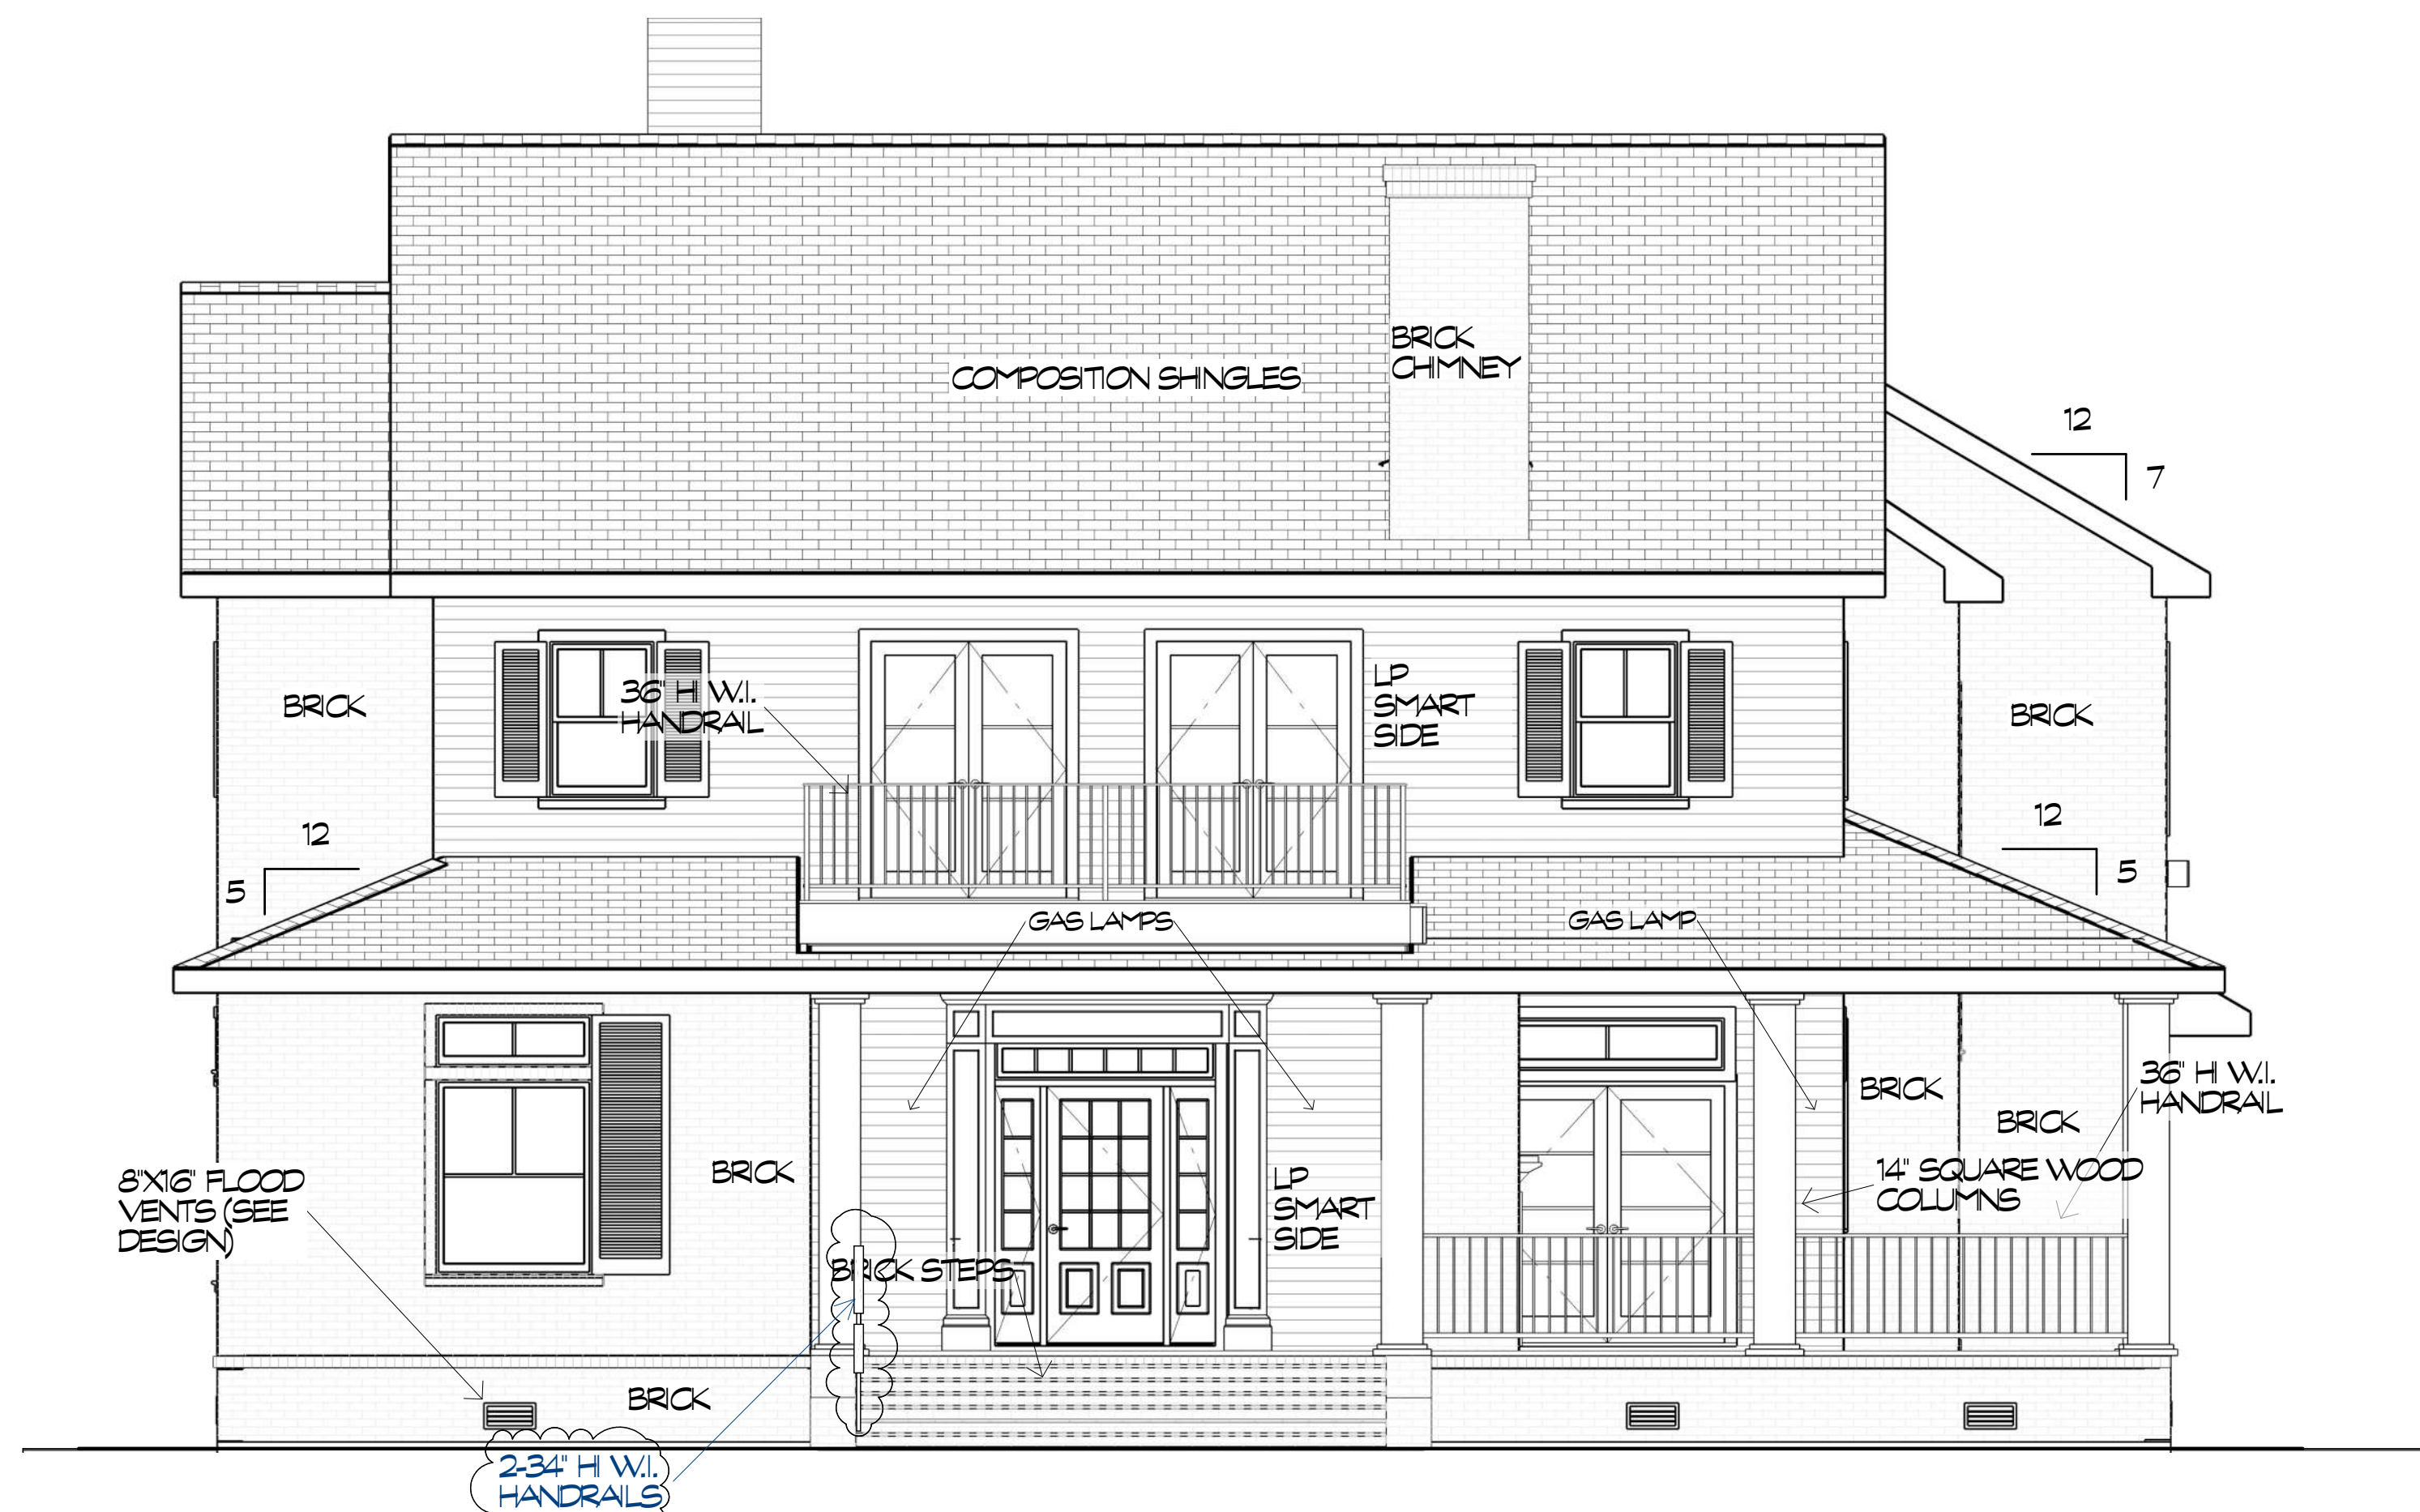 BRICK
CHIMNEY
COMPOSITION SHINGLES
12
7
LP
SMART
SIDE
36" HI W.I.
HANDRAIL
BRICK
BRICK
12
5
12
5
GAS LAMPS
GAS LAMP
36" HI W.I.
HANDRAIL
BRICK
BRICK
14" SQUARE WOOD
COLUMNS
BRICK
8"X16" FLOOD
VENTS (SEE
DESIGN)
LP
SMART
SIDE
BRICK STEPS
BRICK
2-34" HI W.I.
HANDRAILS